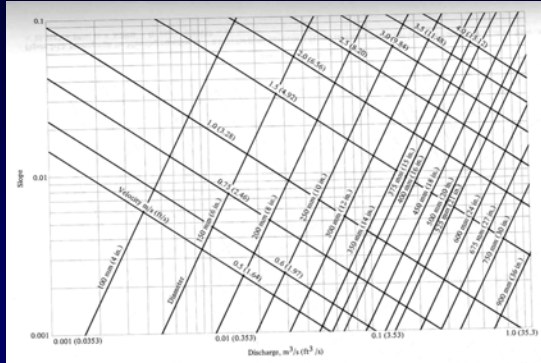 0.1
Slope
0.01
0.001
4.0 (13.12)
3.5 (11.48)
3.0 (9.84)
2.5 (8.20)
2.0 (6.56)
1.5 (4.92)
1.0 (3.28)
0.75 (2.46)
0.6 (1.97)
0.5 (1.64)
Velocity m/s (ft/s)
Diameter
100 mm (4 in.)
150 mm (6 in.)
200 mm (8 in.)
250 mm (10 in.)
300 mm (12 in.)
350 mm (14 in.)
375 mm (15 in.)
400 mm (16 in.)
450 mm (18 in.)
500 mm (20 in.)
525 mm (21 in.)
600 mm (24 in.)
675 mm (27 in.)
750 mm (30 in.)
900 mm (36 in.)
0.001 (0.0353)
0.01 (0.353)
0.1 (3.53)
1.0 (35.3)
Discharge, m³/s (ft³/s)